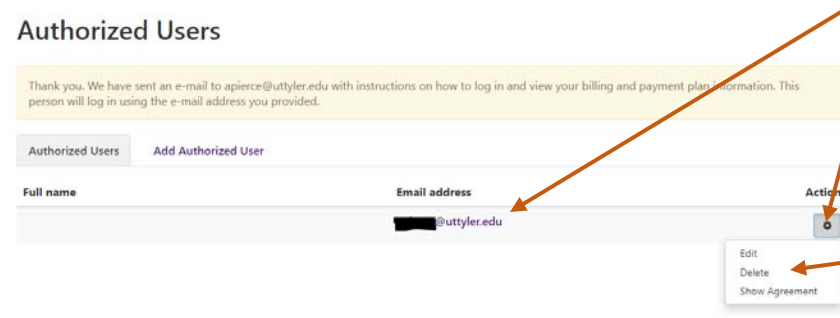 Authorized Users
Thank you. We have sent an e-mail to apierce@uttyler.edu with instructions on how to log in and view your billing and payment plan information. This
person will log in using the e-mail address you provided.
Authorized Users Add Authorized User
Full name Email address Action
@uttyler.edu
Edit
Delete
Show Agreement